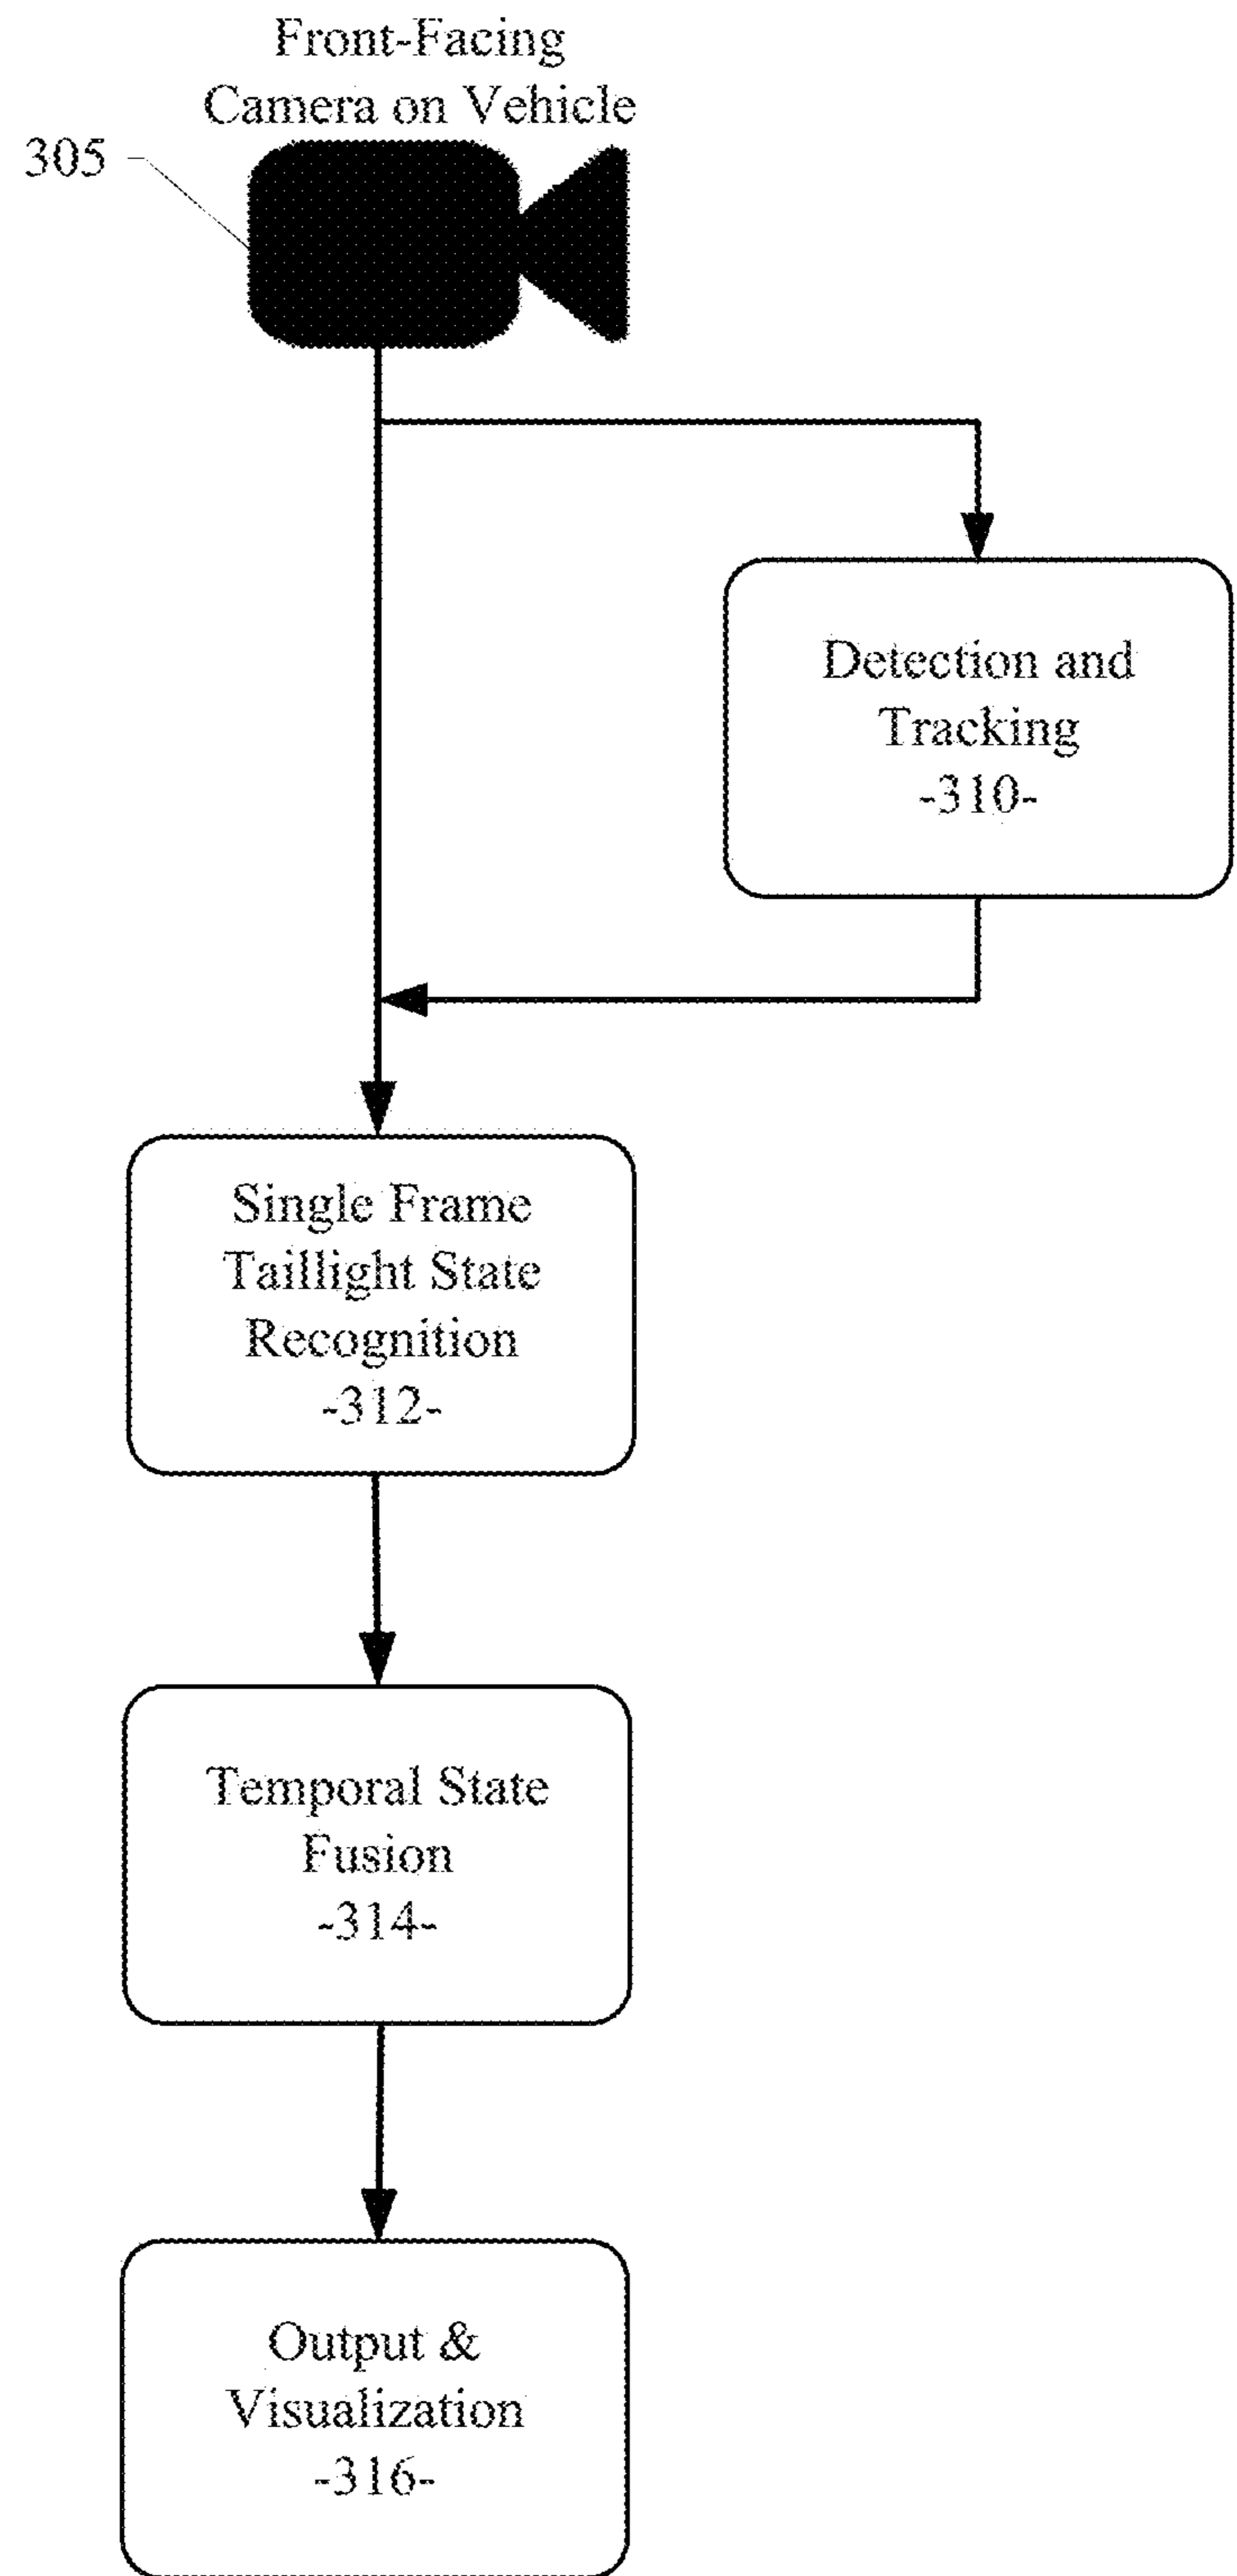 Front-Facing
Camera on Vehicle
305
Detection and
Tracking
-310-
Single Frame
Taillight State
Recognition
-312-
Temporal State
Fusion
-314-
Output &
Visualization
-316-